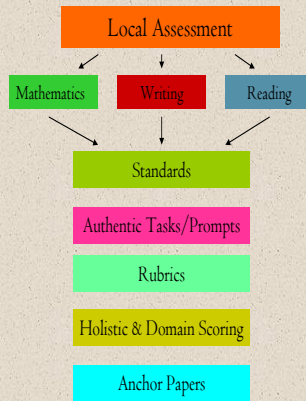 Local Assessment
Mathematics
Writing
Reading
Standards
Authentic Tasks/Prompts
Rubrics
Holistic & Domain Scoring
Anchor Papers